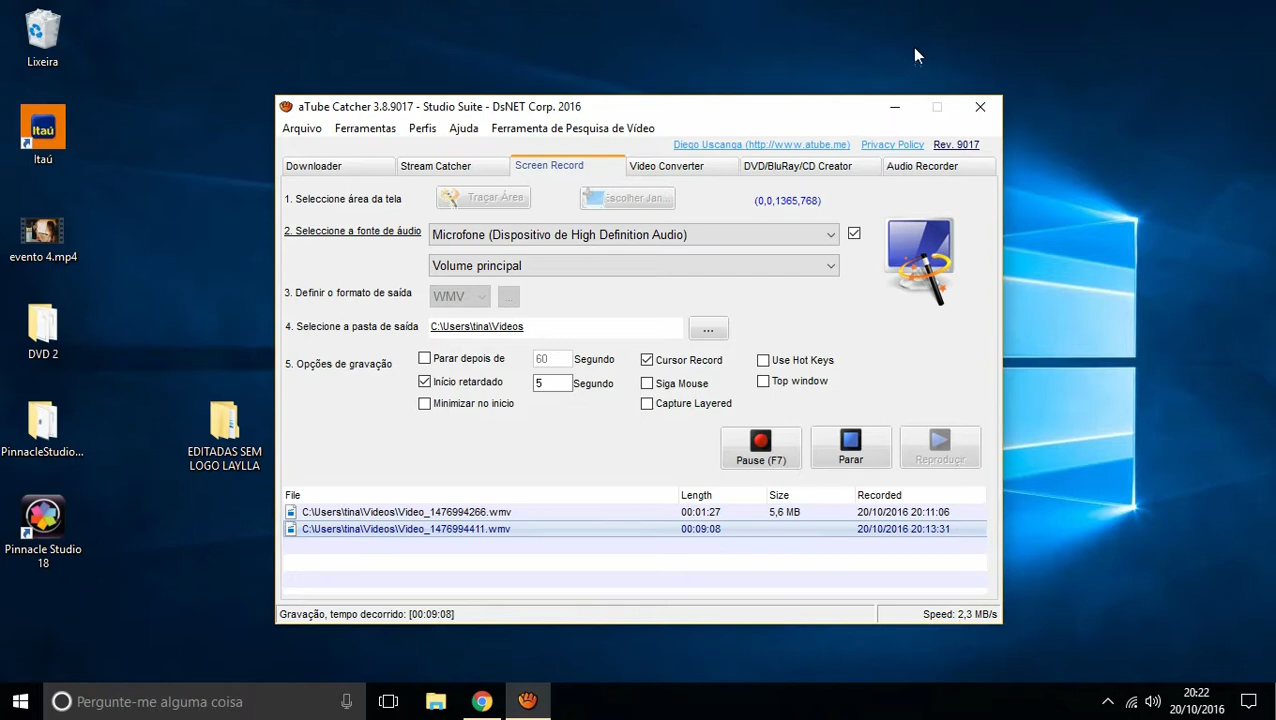 Lixeira
Itaú
Itaú
evento 4.mp4
DVD 2
PinnacleStudio...
EDITADAS SEM
LOGO LAYLLA
Pinnacle Studio
18
aTube Catcher 3.8.9017 - Studio Suite - DsNET Corp. 2016
Arquivo Ferramentas Perfis Ajuda Ferramenta de Pesquisa de Vídeo
Diego Uscanga (http://www.atube.me) Privacy Policy Rev. 9017
Downloader Stream Catcher Screen Record Video Converter DVD/BluRay/CD Creator Audio Recorder
1. Seleccione área da tela Traçar Área Escolher Jan... (0,0,1365,768)
2. Seleccione a fonte de áudio Microfone (Dispositivo de High Definition Audio)
Volume principal
3. Definir o formato de saída WMV ...
4. Selecione a pasta de saída C:\Users\tina\Videos ...
5. Opções de gravação
Parar depois de 60 Segundo Cursor Record Use Hot Keys
Início retardado 5 Segundo Siga Mouse Top window
Minimizar no inicio Capture Layered
Pause (F7) Parar Reproduçir
File Length Size Recorded
C:\Users\tina\Videos\Video_1476994266.wmv 00:01:27 5,6 MB 20/10/2016 20:11:06
C:\Users\tina\Videos\Video_1476994411.wmv 00:09:08 20/10/2016 20:13:31
Gravação, tempo decorrido: [00:09:08] Speed: 2,3 MB/s
Pergunte-me alguma coisa
20:22
20/10/2016